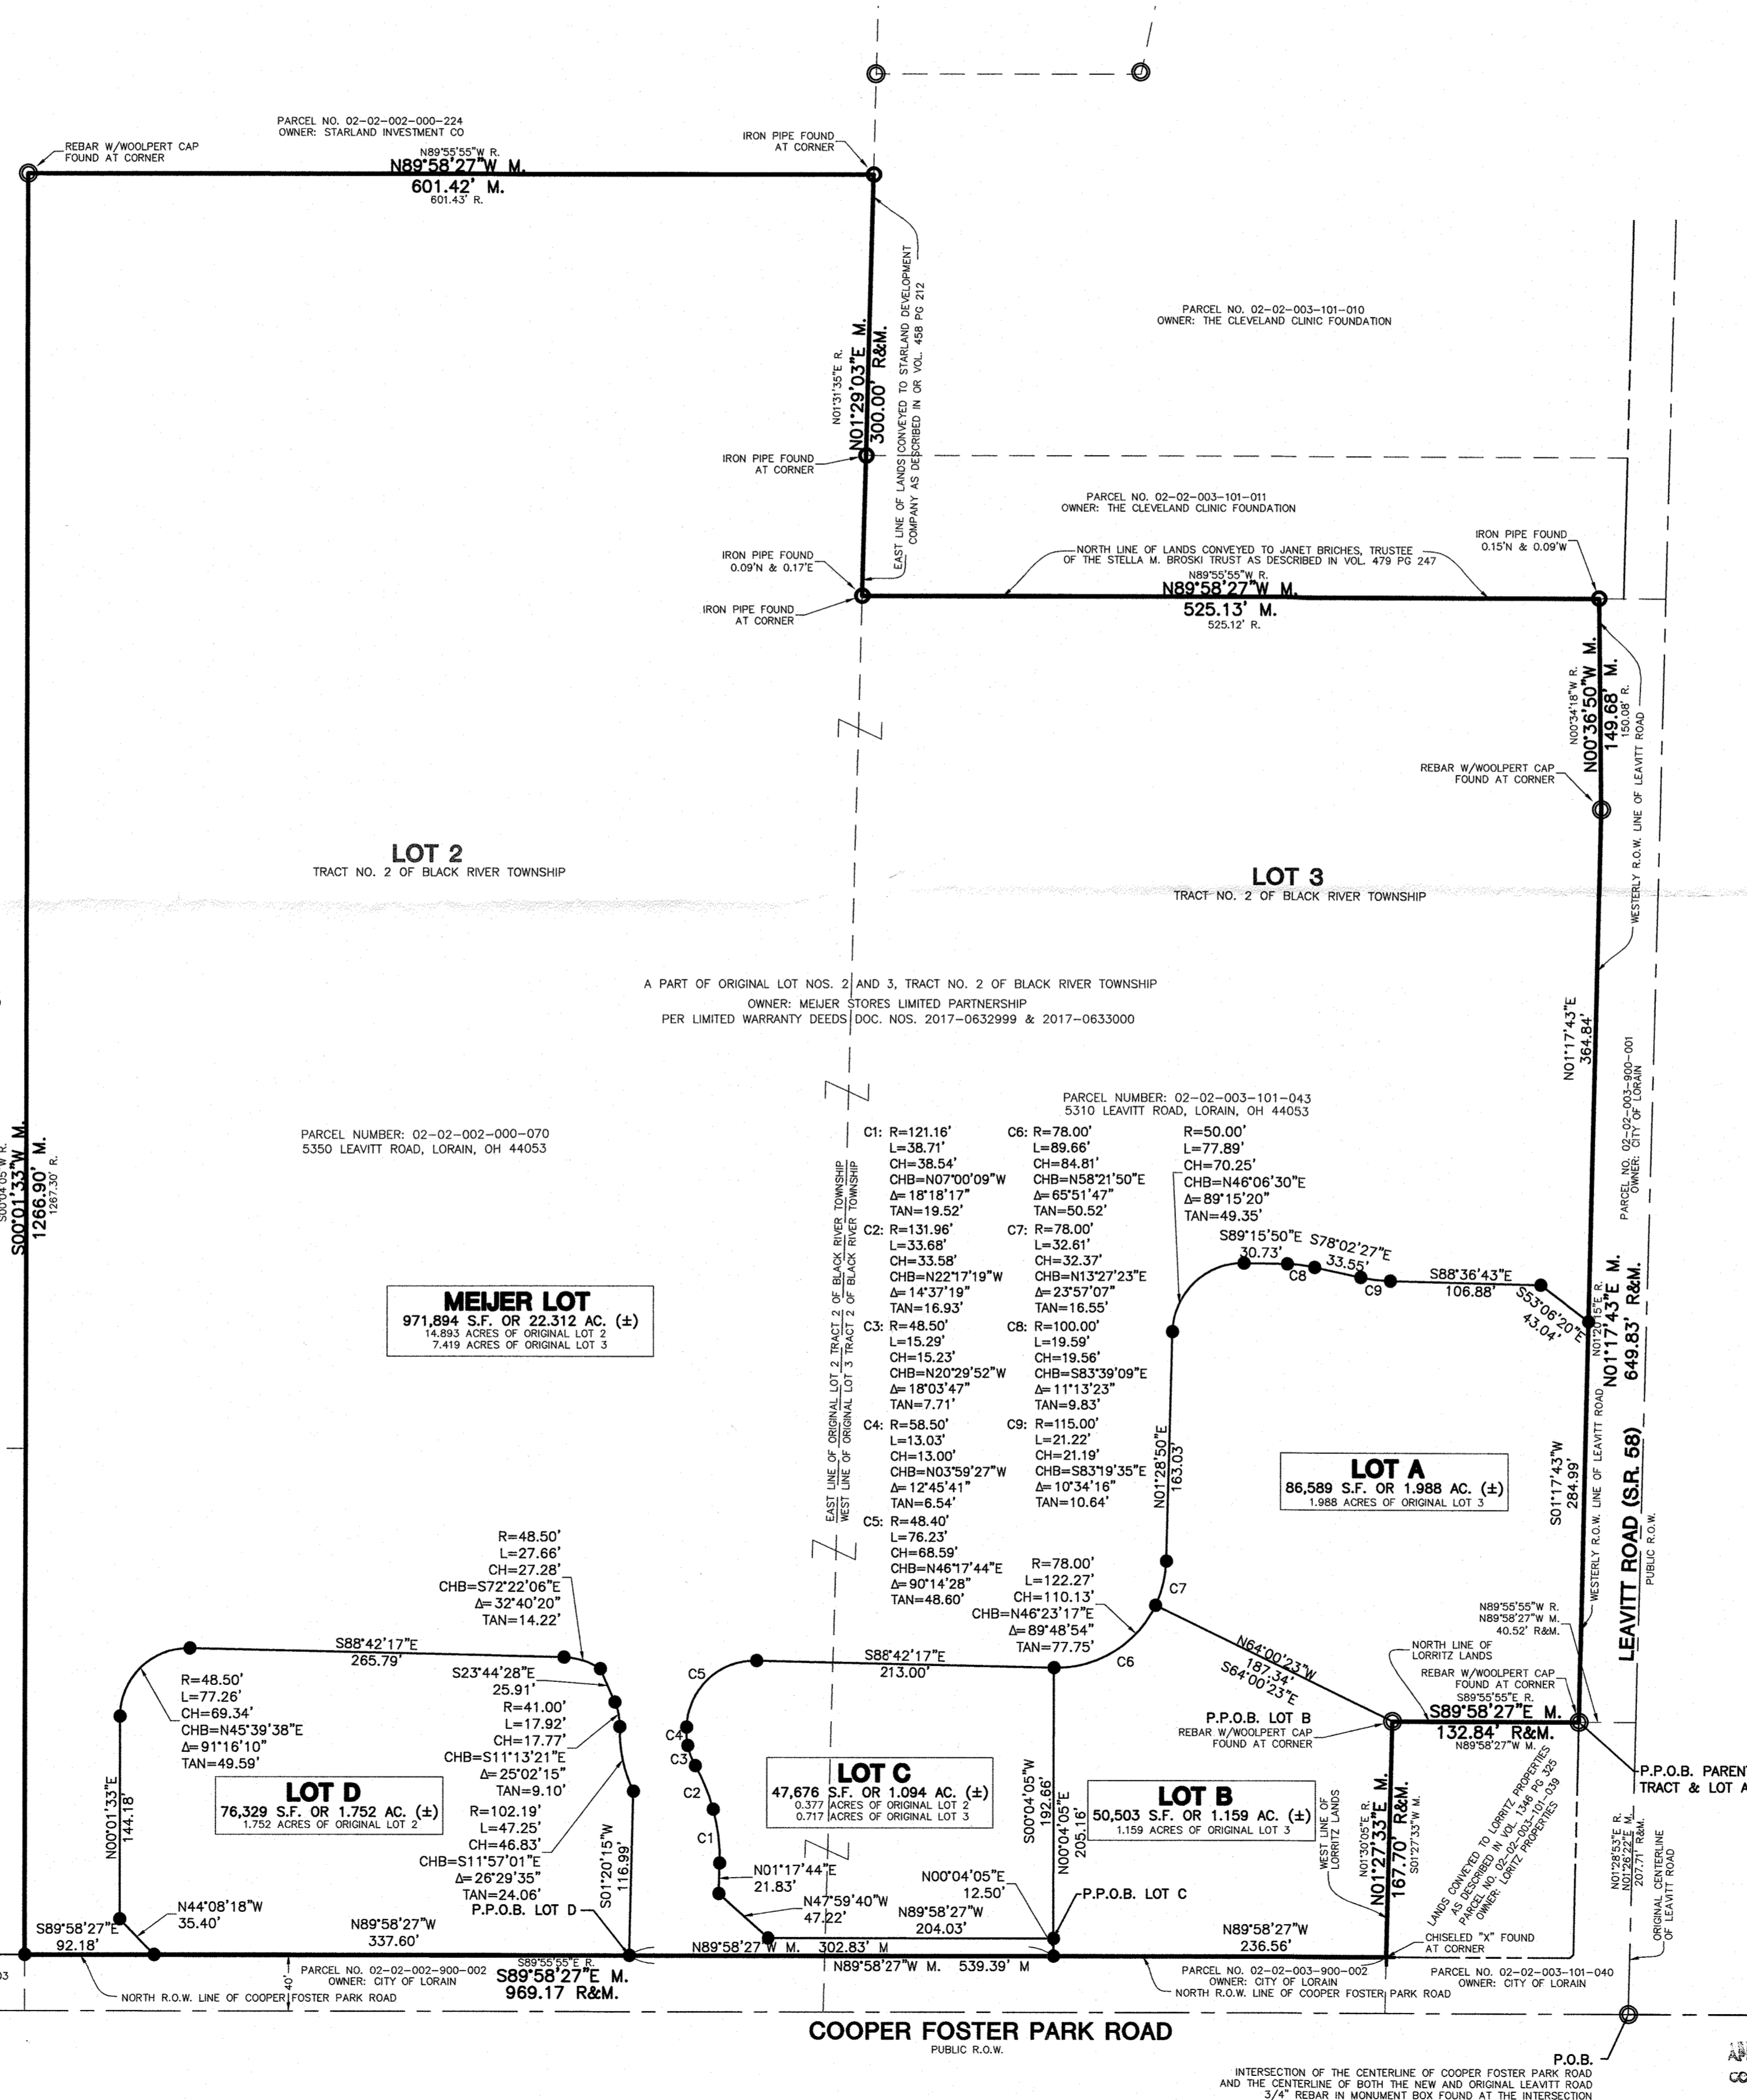 PARCEL NO. 02-02-002-000-224
OWNER: STARLAND INVESTMENT CO
REBAR W/WOOLPERT CAP
FOUND AT CORNER
N89°55'55"W R.
N89°58'27"W M.
601.42' M.
601.43' R.
IRON PIPE FOUND
AT CORNER
N01°31'35"E R.
N01°29'03"E M.
300.00' R&M.
EAST LINE OF LANDS CONVEYED TO STARLAND DEVELOPMENT
COMPANY AS DESCRIBED IN OR VOL. 458 PG 212
PARCEL NO. 02-02-003-101-010
OWNER: THE CLEVELAND CLINIC FOUNDATION
IRON PIPE FOUND
AT CORNER
PARCEL NO. 02-02-003-101-011
OWNER: THE CLEVELAND CLINIC FOUNDATION
IRON PIPE FOUND
0.15'N & 0.09'W
IRON PIPE FOUND
0.09'N & 0.17'E
NORTH LINE OF LANDS CONVEYED TO JANET BRICHES, TRUSTEE
OF THE STELLA M. BROSKI TRUST AS DESCRIBED IN VOL. 479 PG 247
N89°55'55"W R.
N89°58'27"W M.
525.13' M.
525.12' R.
IRON PIPE FOUND
AT CORNER
N00°34'18"W R.
N00°36'50"W M.
149.68' M.
150.08' R.
WESTERLY R.O.W. LINE OF LEAVITT ROAD
REBAR W/WOOLPERT CAP
FOUND AT CORNER
LOT 2
TRACT NO. 2 OF BLACK RIVER TOWNSHIP
LOT 3
TRACT NO. 2 OF BLACK RIVER TOWNSHIP
A PART OF ORIGINAL LOT NOS. 2 AND 3, TRACT NO. 2 OF BLACK RIVER TOWNSHIP
OWNER: MEIJER STORES LIMITED PARTNERSHIP
PER LIMITED WARRANTY DEEDS DOC. NOS. 2017-0632999 & 2017-0633000
N01°17'43"E
364.84'
PARCEL NO. 02-02-003-900-001
OWNER: CITY OF LORAIN
PARCEL NUMBER: 02-02-003-101-043
5310 LEAVITT ROAD, LORAIN, OH 44053
PARCEL NUMBER: 02-02-002-000-070
5350 LEAVITT ROAD, LORAIN, OH 44053
S00°04'05"W R.
S00°01'33"W M.
1266.90' M.
1267.30' R.
EAST LINE OF ORIGINAL LOT 2 TRACT 2 OF BLACK RIVER TOWNSHIP
WEST LINE OF ORIGINAL LOT 3 TRACT 2 OF BLACK RIVER TOWNSHIP
C1: R=121.16'
L=38.71'
CH=38.54'
CHB=N07°00'09"W
Δ=18°18'17"
TAN=19.52'
C2: R=131.96'
L=33.68'
CH=33.58'
CHB=N22°17'19"W
Δ=14°37'19"
TAN=16.93'
C3: R=48.50'
L=15.29'
CH=15.23'
CHB=N20°29'52"W
Δ=18°03'47"
TAN=7.71'
C4: R=58.50'
L=13.03'
CH=13.00'
CHB=N03°59'27"W
Δ=12°45'41"
TAN=6.54'
C5: R=48.40'
L=76.23'
CH=68.59'
CHB=N46°17'44"E
Δ=90°14'28"
TAN=48.60'
C6: R=78.00'
L=89.66'
CH=84.81'
CHB=N58°21'50"E
Δ=65°51'47"
TAN=50.52'
C7: R=78.00'
L=32.61'
CH=32.37'
CHB=N13°27'23"E
Δ=23°57'07"
TAN=16.55'
C8: R=100.00'
L=19.59'
CH=19.56'
CHB=S83°39'09"E
Δ=11°13'23"
TAN=9.83'
C9: R=115.00'
L=21.22'
CH=21.19'
CHB=S83°19'35"E
Δ=10°34'16"
TAN=10.64'
R=50.00'
L=77.89'
CH=70.25'
CHB=N46°06'30"E
Δ=89°15'20"
TAN=49.35'
S89°15'50"E
30.73'
S78°02'27"E
33.55'
C8
C9
S88°36'43"E
106.88'
S53°06'20"E
43.04'
N01°20'15"E R.
N01°17'43"E M.
649.83' R&M.
MEIJER LOT
971,894 S.F. OR 22.312 AC. (±)
14.893 ACRES OF ORIGINAL LOT 2
7.419 ACRES OF ORIGINAL LOT 3
N01°28'50"E
163.03'
LOT A
86,589 S.F. OR 1.988 AC. (±)
1.988 ACRES OF ORIGINAL LOT 3
S01°17'43"W
284.99'
WESTERLY R.O.W. LINE OF LEAVITT ROAD
LEAVITT ROAD (S.R. 58)
PUBLIC R.O.W.
R=48.50'
L=27.66'
CH=27.28'
CHB=S72°22'06"E
Δ=32°40'20"
TAN=14.22'
R=78.00'
L=122.27'
CH=110.13'
CHB=N46°23'17"E
Δ=89°48'54"
TAN=77.75'
C7
C6
N64°00'23"W
187.34'
S64°00'23"E
N89°55'55"W R.
N89°58'27"W M.
40.52' R&M.
NORTH LINE OF
LORRITZ LANDS
REBAR W/WOOLPERT CAP
FOUND AT CORNER
S89°55'55"E R.
S89°58'27"E M.
132.84' R&M.
N89°58'27"W M.
P.P.O.B. LOT B
REBAR W/WOOLPERT CAP
FOUND AT CORNER
P.P.O.B. PAREN
TRACT & LOT A
S88°42'17"E
265.79'
R=48.50'
L=77.26'
CH=69.34'
CHB=N45°39'38"E
Δ=91°16'10"
TAN=49.59'
S23°44'28"E
25.91'
R=41.00'
L=17.92'
CH=17.77'
CHB=S11°13'21"E
Δ=25°02'15"
TAN=9.10'
R=102.19'
L=47.25'
CH=46.83'
CHB=S11°57'01"E
Δ=26°29'35"
TAN=24.06'
P.P.O.B. LOT D
S88°42'17"E
213.00'
C5
C4
C3
C2
C1
LOT D
76,329 S.F. OR 1.752 AC. (±)
1.752 ACRES OF ORIGINAL LOT 2
LOT C
47,676 S.F. OR 1.094 AC. (±)
0.377 ACRES OF ORIGINAL LOT 2
0.717 ACRES OF ORIGINAL LOT 3
LOT B
50,503 S.F. OR 1.159 AC. (±)
1.159 ACRES OF ORIGINAL LOT 3
N00°01'33"E
144.18'
S01°20'15"W
116.99'
S00°04'05"W
192.66'
N00°04'05"E
205.16'
WEST LINE OF
LORRITZ LANDS
N01°30'05"E R.
N01°27'33"E M.
167.70' R&M.
S01°27'33"W M.
LANDS CONVEYED TO LORRITZ PROPERTIES
AS DESCRIBED IN VOL. 1346 PG 325
PARCEL NO. 02-02-003-101-039
OWNER: LORITZ PROPERTIES
N01°28'53"E R.
N01°26'22"E M.
207.71' R&M.
ORIGINAL CENTERLINE
OF LEAVITT ROAD
N01°17'44"E
21.83'
N47°59'40"W
47.22'
N00°04'05"E
12.50'
P.P.O.B. LOT C
N89°58'27"W
204.03'
S89°58'27"E
92.18'
N44°08'18"W
35.40'
N89°58'27"W
337.60'
N89°58'27"W M. 302.83' M
N89°58'27"W M. 539.39' M
N89°58'27"W
236.56'
CHISELED "X" FOUND
AT CORNER
03
40'
PARCEL NO. 02-02-002-900-002
OWNER: CITY OF LORAIN
NORTH R.O.W. LINE OF COOPER FOSTER PARK ROAD
S89°55'55"E R.
S89°58'27"E M.
969.17 R&M.
PARCEL NO. 02-02-003-900-002
OWNER: CITY OF LORAIN
NORTH R.O.W. LINE OF COOPER FOSTER PARK ROAD
PARCEL NO. 02-02-003-101-040
OWNER: CITY OF LORAIN
COOPER FOSTER PARK ROAD
PUBLIC R.O.W.
P.O.B.
INTERSECTION OF THE CENTERLINE OF COOPER FOSTER PARK ROAD
AND THE CENTERLINE OF BOTH THE NEW AND ORIGINAL LEAVITT ROAD
3/4" REBAR IN MONUMENT BOX FOUND AT THE INTERSECTION